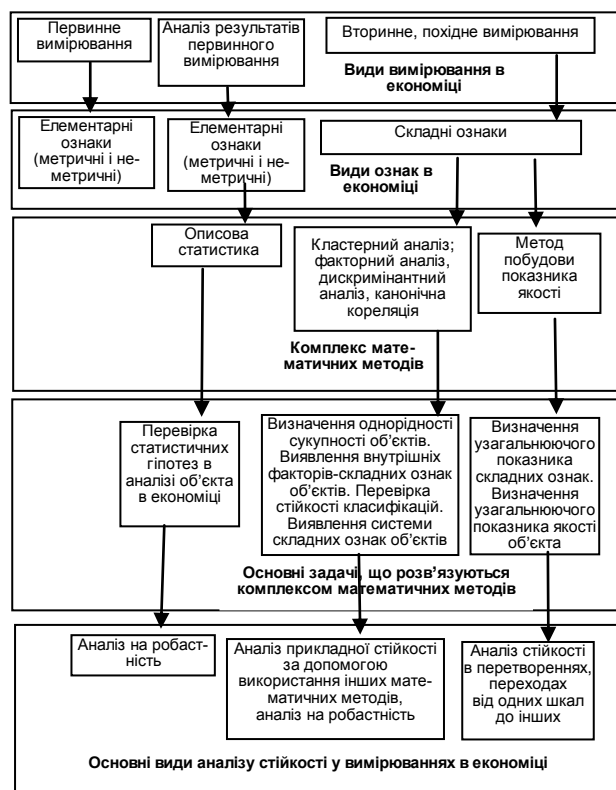 Первинне
вимірювання
Аналіз результатів
первинного
вимірювання
Вторинне, похідне вимірювання
Види вимірювання в
економіці
Елементарні
ознаки
(метричні і не-
метричні)
Елементарні
ознаки
(метричні і не-
метричні)
Складні ознаки
Види ознак в
економіці
Описова
статистика
Кластерний аналіз;
факторний аналіз,
дискримінантний
аналіз, канонічна
кореляція
Метод
побудови
показника
якості
Комплекс мате-
матичних методів
Перевірка
статистичних
гіпотез в
аналізі об’єкта
в економіці
Визначення однорідності
сукупності об’єктів.
Виявлення внутрішніх
факторів-складних ознак
об’єктів. Перевірка
стійкості класифікацій.
Виявлення системи
складних ознак об’єктів
Визначення
узагальнюючого
показника
складних ознак.
Визначення
узагальнюючого
показника якості
об’єкта
Основні задачі, що розв’язуються
комплексом математичних методів
Аналіз на робаст-
ність
Аналіз прикладної стійкості
за допомогою
використання інших мате-
матичних методів,
аналіз на робастність
Аналіз стійкості
в перетвореннях,
переходах
від одних шкал
до інших
Основні види аналізу стійкості у вимірюваннях в економіці